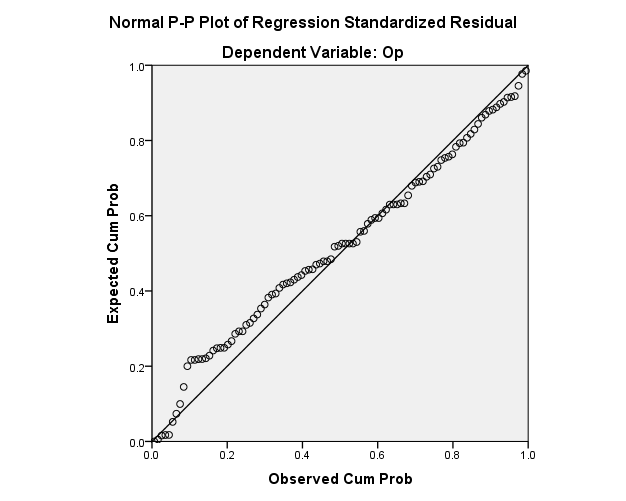 Normal P-P Plot of Regression Standardized Residual
Dependent Variable: Op
1.0
0.8
0.6
0.4
0.2
0.0
Expected Cum Prob
0.0 0.2 0.4 0.6 0.8 1.0
Observed Cum Prob